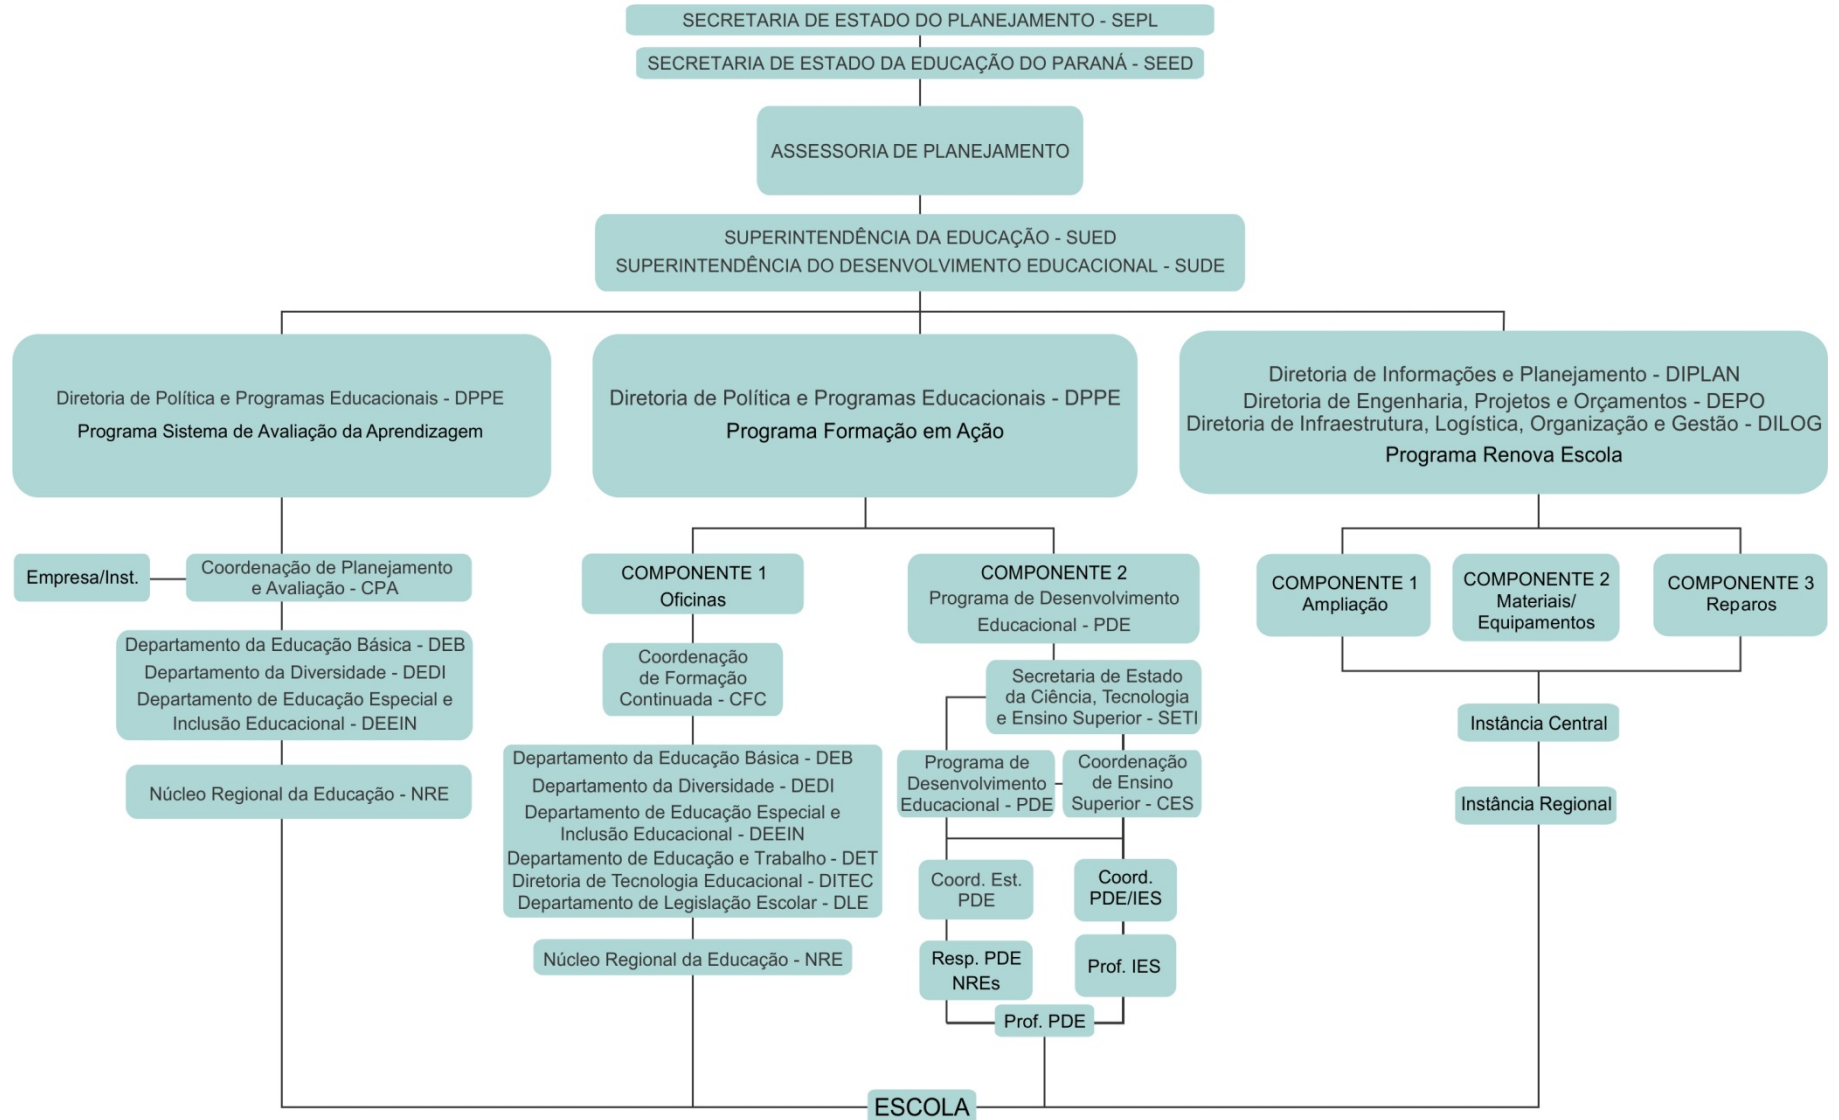 SECRETARIA DE ESTADO DO PLANEJAMENTO - SEPL
SECRETARIA DE ESTADO DA EDUCAÇÃO DO PARANÁ - SEED
ASSESSORIA DE PLANEJAMENTO
SUPERINTENDÊNCIA DA EDUCAÇÃO - SUED
SUPERINTENDÊNCIA DO DESENVOLVIMENTO EDUCACIONAL - SUDE
Diretoria de Política e Programas Educacionais - DPPE
Programa Sistema de Avaliação da Aprendizagem
Diretoria de Política e Programas Educacionais - DPPE
Programa Formação em Ação
Diretoria de Informações e Planejamento - DIPLAN
Diretoria de Engenharia, Projetos e Orçamentos - DEPO
Diretoria de Infraestrutura, Logística, Organização e Gestão - DILOG
Programa Renova Escola
Empresa/Inst.
Coordenação de Planejamento
e Avaliação - CPA
Departamento da Educação Básica - DEB
Departamento da Diversidade - DEDI
Departamento de Educação Especial e
Inclusão Educacional - DEEIN
Núcleo Regional da Educação - NRE
COMPONENTE 1
Oficinas
Coordenação
de Formação
Continuada - CFC
Departamento da Educação Básica - DEB
Departamento da Diversidade - DEDI
Departamento de Educação Especial e
Inclusão Educacional - DEEIN
Departamento de Educação e Trabalho - DET
Diretoria de Tecnologia Educacional - DITEC
Departamento de Legislação Escolar - DLE
Núcleo Regional da Educação - NRE
COMPONENTE 2
Programa de Desenvolvimento
Educacional - PDE
Secretaria de Estado
da Ciência, Tecnologia
e Ensino Superior - SETI
Programa de
Desenvolvimento
Educacional - PDE
Coordenação
de Ensino
Superior - CES
Coord. Est.
PDE
Coord.
PDE/IES
Resp. PDE
NREs
Prof. IES
Prof. PDE
COMPONENTE 1
Ampliação
COMPONENTE 2
Materiais/
Equipamentos
COMPONENTE 3
Reparos
Instância Central
Instância Regional
ESCOLA